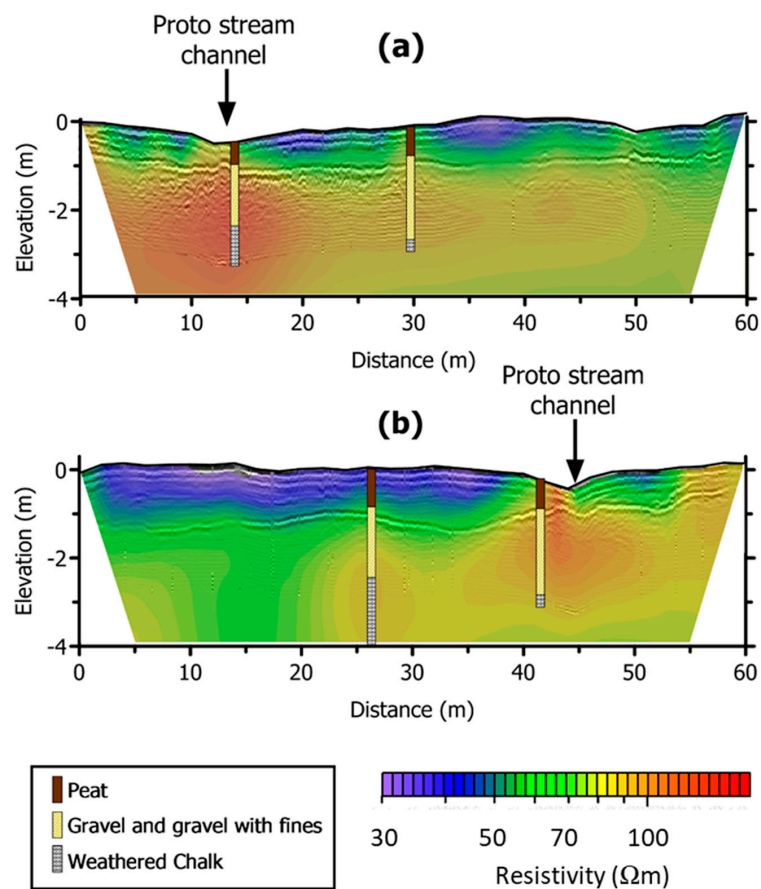 Proto stream
channel
(a)
0
-2
-4
Elevation (m)
0 10 20 30 40 50 60
Distance (m)
Proto stream
channel
(b)
0
-2
-4
Elevation (m)
0 10 20 30 40 50 60
Distance (m)
Peat
Gravel and gravel with fines
Weathered Chalk
30 50 70 100
Resistivity (Ωm)